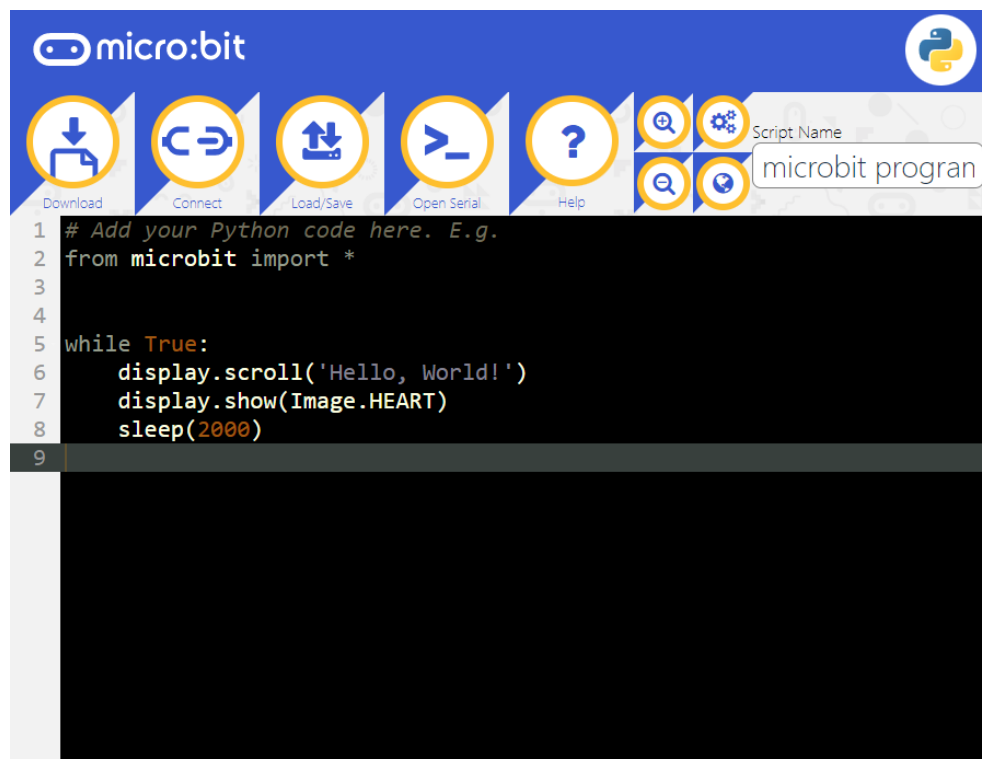 micro:bit
Download
Connect
Load/Save
Open Serial
Help
Script Name
microbit progran
1 # Add your Python code here. E.g.
2 from microbit import *
3
4
5 while True:
6     display.scroll('Hello, World!')
7     display.show(Image.HEART)
8     sleep(2000)
9